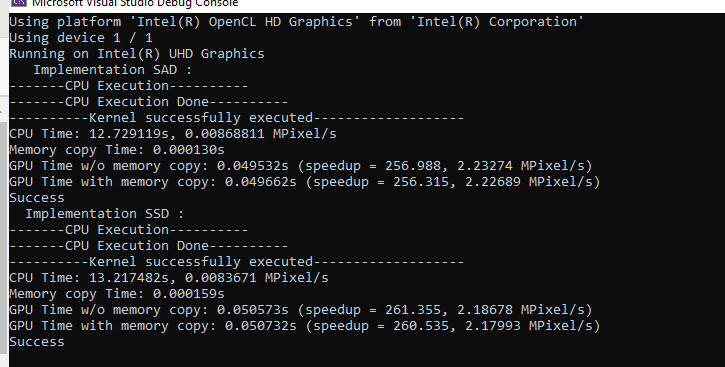 Microsoft Visual Studio Debug Console
Using platform 'Intel(R) OpenCL HD Graphics' from 'Intel(R) Corporation'
Using device 1 / 1
Running on Intel(R) UHD Graphics
   Implementation SAD :
-------CPU Execution----------
-------CPU Execution Done----------
----------Kernel successfully executed-------------------
CPU Time: 12.729119s, 0.00868811 MPixel/s
Memory copy Time: 0.000130s
GPU Time w/o memory copy: 0.049532s (speedup = 256.988, 2.23274 MPixel/s)
GPU Time with memory copy: 0.049662s (speedup = 256.315, 2.22689 MPixel/s)
Success
  Implementation SSD :
-------CPU Execution----------
-------CPU Execution Done----------
----------Kernel successfully executed-------------------
CPU Time: 13.217482s, 0.0083671 MPixel/s
Memory copy Time: 0.000159s
GPU Time w/o memory copy: 0.050573s (speedup = 261.355, 2.18678 MPixel/s)
GPU Time with memory copy: 0.050732s (speedup = 260.535, 2.17993 MPixel/s)
Success